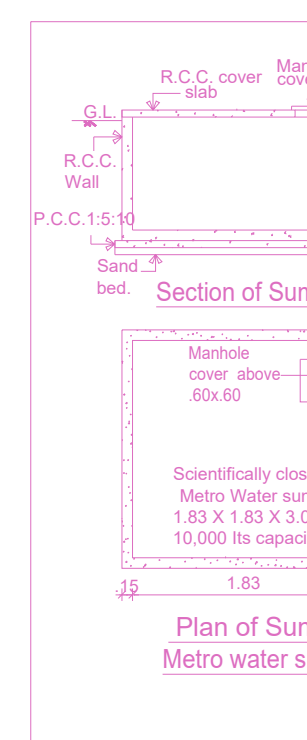 R.C.C. cover
slab
Man
cove
G.L.
R.C.C.
Wall
P.C.C.1:5:10
Sand
bed.
Section of Sum
Manhole
cover above
.60x.60
Scientifically clos
Metro Water sum
1.83 X 1.83 X 3.0
10,000 Its capaci
.15
1.83
Plan of Sum
Metro water s